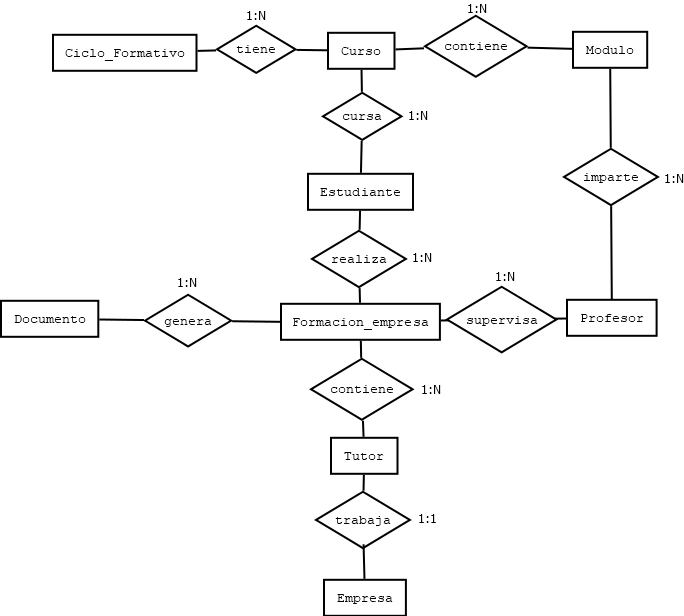 1:N
1:N
Ciclo_Formativo
tiene
Curso
contiene
Modulo
cursa
1:N
imparte
1:N
Estudiante
realiza
1:N
1:N
1:N
Documento
genera
Formacion_empresa
supervisa
Profesor
contiene
1:N
Tutor
trabaja
1:1
Empresa